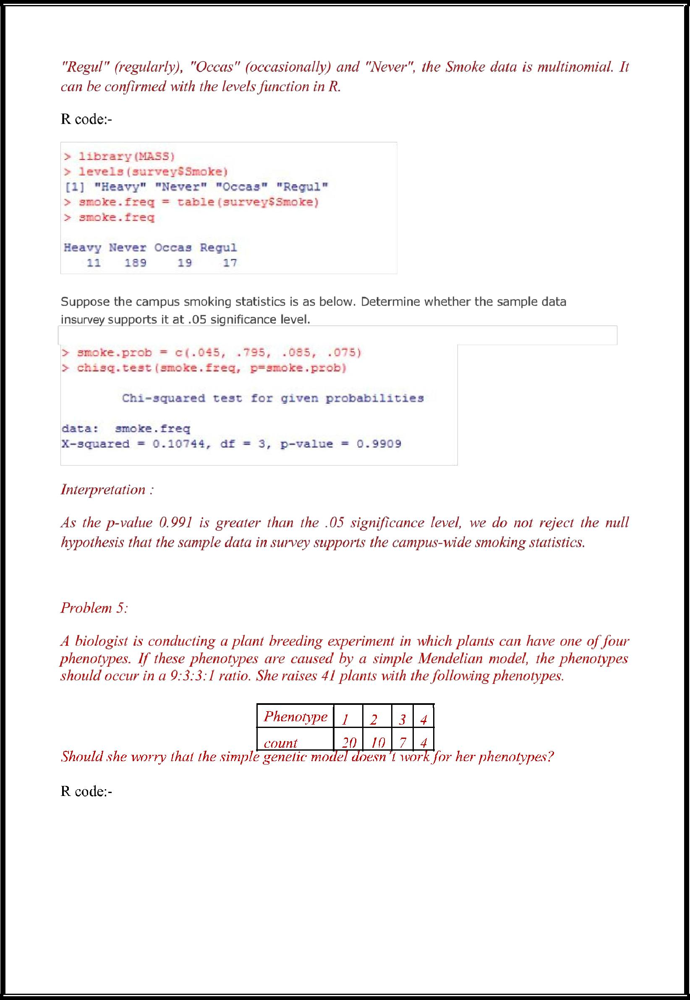 "Regul" (regularly), "Occas" (occasionally) and "Never", the Smoke data is multinomial. It
can be confirmed with the levels function in R.
R code:-
> library(MASS)
> levels(survey$Smoke)
[1] "Heavy" "Never" "Occas" "Regul"
> smoke.freq = table(survey$Smoke)
> smoke.freq
Heavy Never Occas Regul
11 189 19 17
Suppose the campus smoking statistics is as below. Determine whether the sample data
insurvey supports it at .05 significance level.
> smoke.prob = c(.045, .795, .085, .075)
> chisq.test(smoke.freq, p=smoke.prob)
Chi-squared test for given probabilities
data: smoke.freq
X-squared = 0.10744, df = 3, p-value = 0.9909
Interpretation :
As the p-value 0.991 is greater than the .05 significance level, we do not reject the null
hypothesis that the sample data in survey supports the campus-wide smoking statistics.
Problem 5:
A biologist is conducting a plant breeding experiment in which plants can have one of four
phenotypes. If these phenotypes are caused by a simple Mendelian model, the phenotypes
should occur in a 9:3:3:1 ratio. She raises 41 plants with the following phenotypes.
Phenotype 1 2 3 4
count 20 10 7 4
Should she worry that the simple genetic model doesn't work for her phenotypes?
R code:-